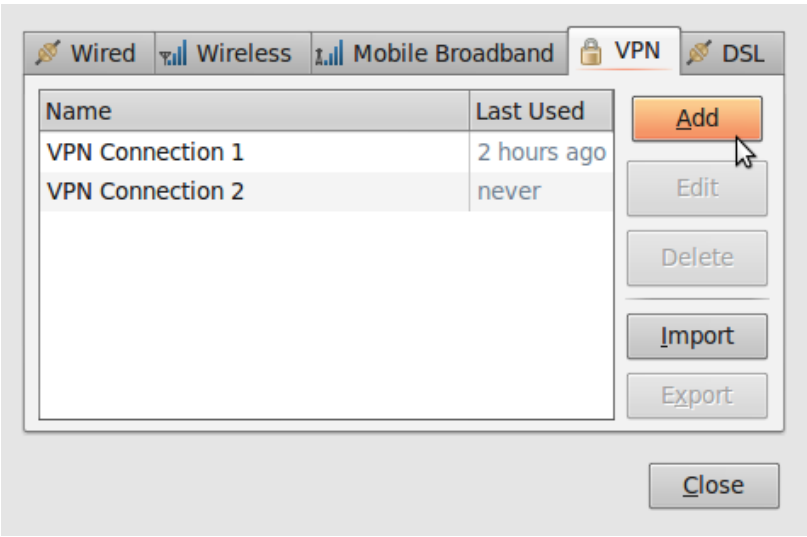 Wired Wireless Mobile Broadband VPN DSL
Name Last Used
VPN Connection 1 2 hours ago
VPN Connection 2 never
Add
Edit
Delete
Import
Export
Close